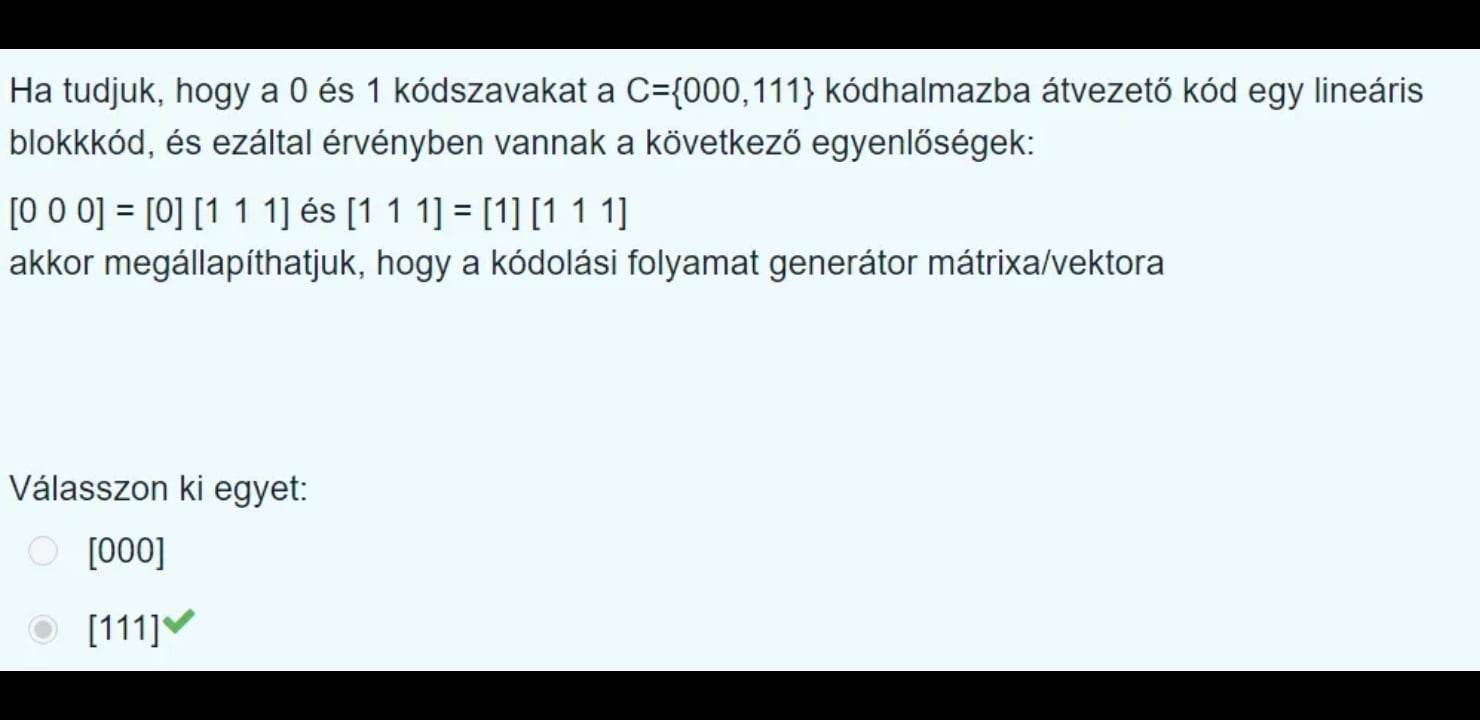 Ha tudjuk, hogy a 0 és 1 kódszavakat a C={000,111} kódhalmazba átvezető kód egy lineáris
blokkkód, és ezáltal érvényben vannak a következő egyenlőségek:
[0 0 0] = [0] [1 1 1] és [1 1 1] = [1] [1 1 1]
akkor megállapíthatjuk, hogy a kódolási folyamat generátor mátrixa/vektora
Válasszon ki egyet:
[000]
[111]